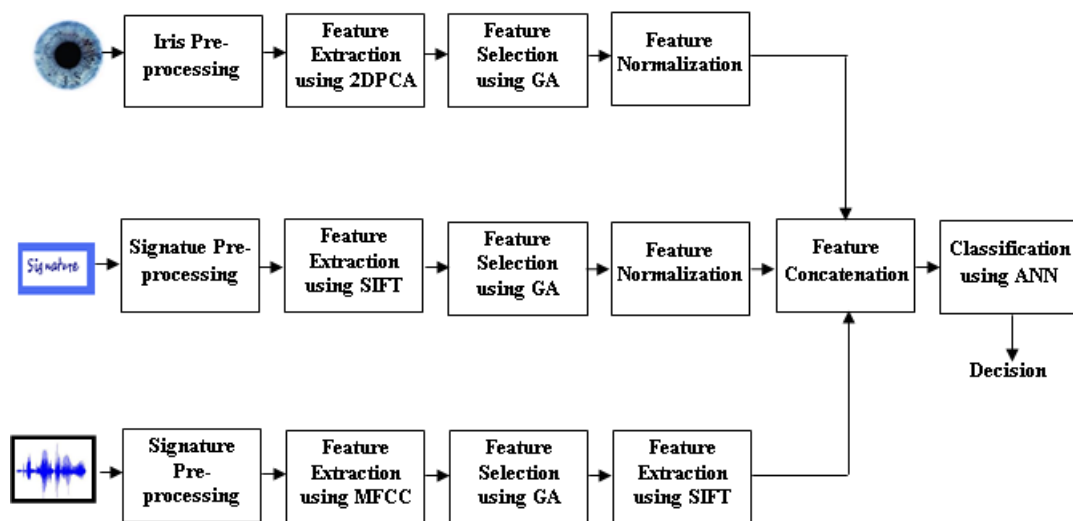 Iris Pre-
processing
Feature
Extraction
using 2DPCA
Feature
Selection
using GA
Feature
Normalization
Signature
Signatue Pre-
processing
Feature
Extraction
using SIFT
Feature
Selection
using GA
Feature
Normalization
Feature
Concatenation
Classification
using ANN
Decision
Signature
Pre-
processing
Feature
Extraction
using MFCC
Feature
Selection
using GA
Feature
Extraction
using SIFT